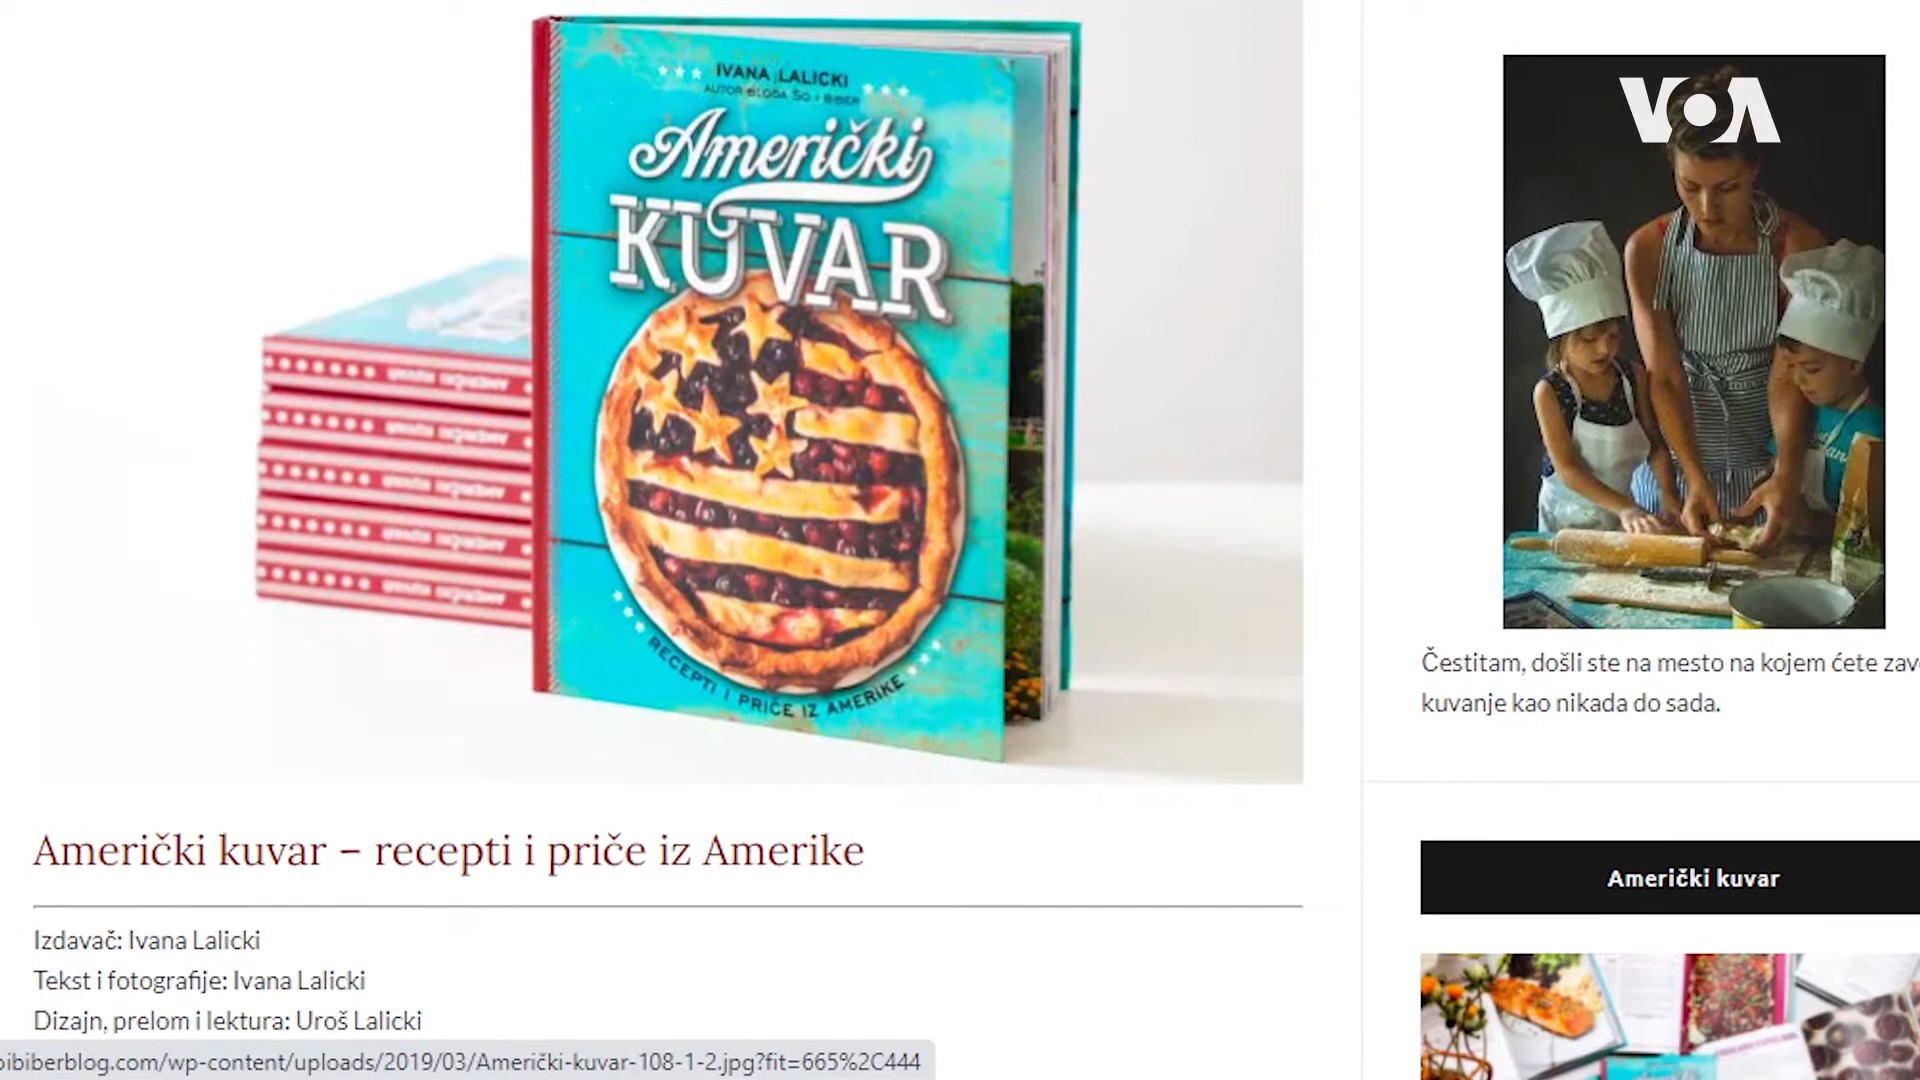 IVANA LALICKI
AUTOR BLOGA SO I BIBER
Američki
KUVAR
RECEPTI I PRIČE IZ AMERIKE
VOA
Čestitam, došli ste na mesto na kojem ćete
kuvanje kao nikada do sada.
Američki kuvar – recepti i priče iz Amerike
Izdavač: Ivana Lalicki
Tekst i fotografije: Ivana Lalicki
Dizajn, prelom i lektura: Uroš Lalicki
Američki kuvar
oibiberblog.com/wp-content/uploads/2019/03/Američki-kuvar-108-1-2.jpg?fit=665%2C444